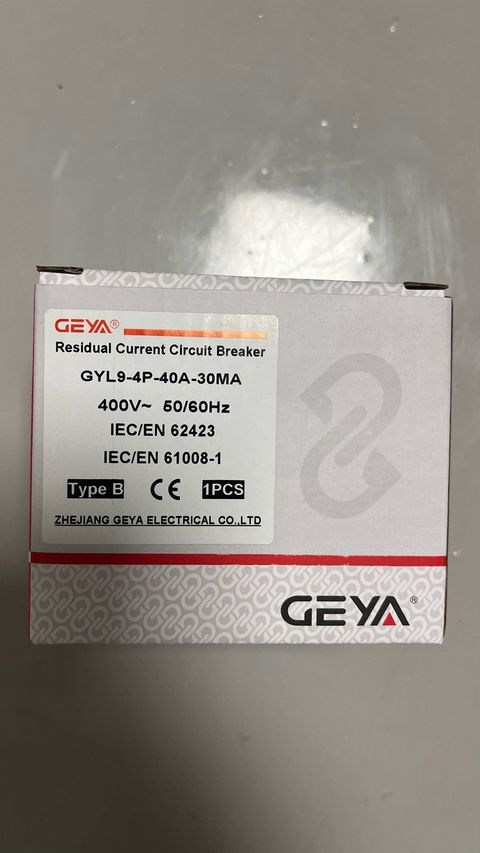 GEYA®
Residual Current Circuit Breaker
GYL9-4P-40A-30MA
400V~ 50/60Hz
IEC/EN 62423
IEC/EN 61008-1
Type B CE 1PCS
ZHEJIANG GEYA ELECTRICAL CO.,LTD
GEYA®